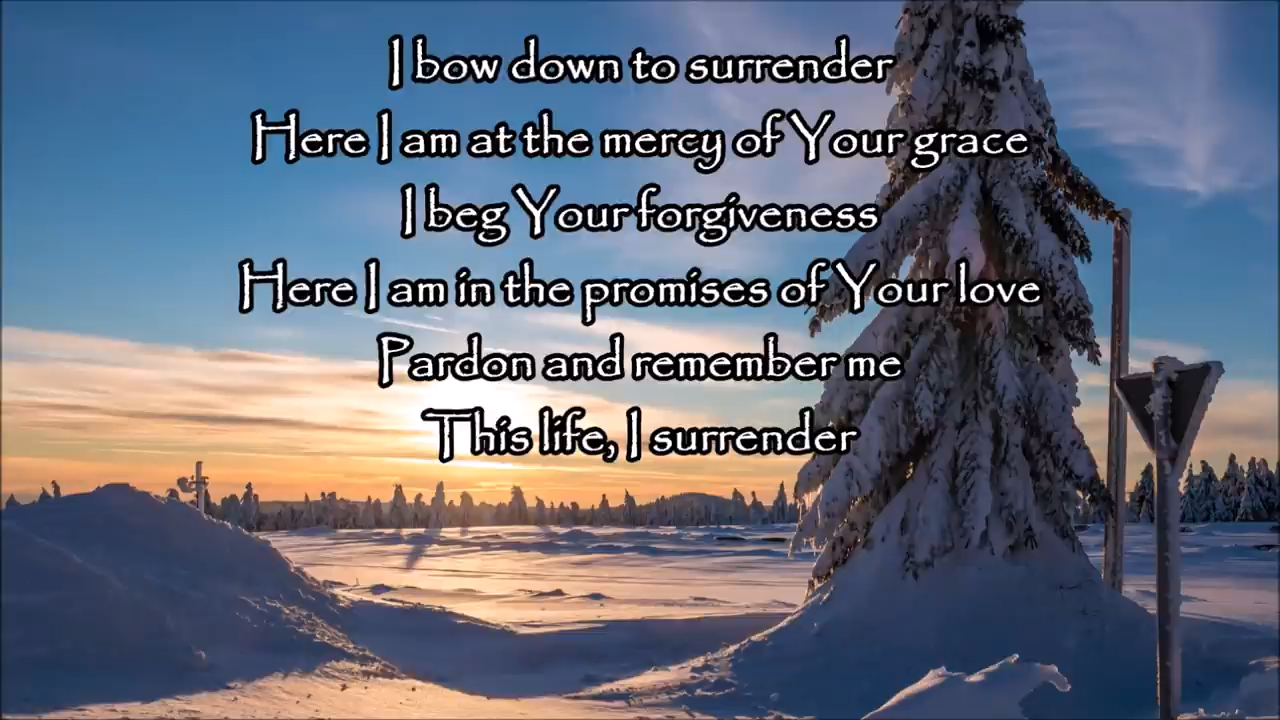 I bow down to surrender
Here I am at the mercy of Your grace
I beg Your forgiveness
Here I am in the promises of Your love
Pardon and remember me
This life, I surrender